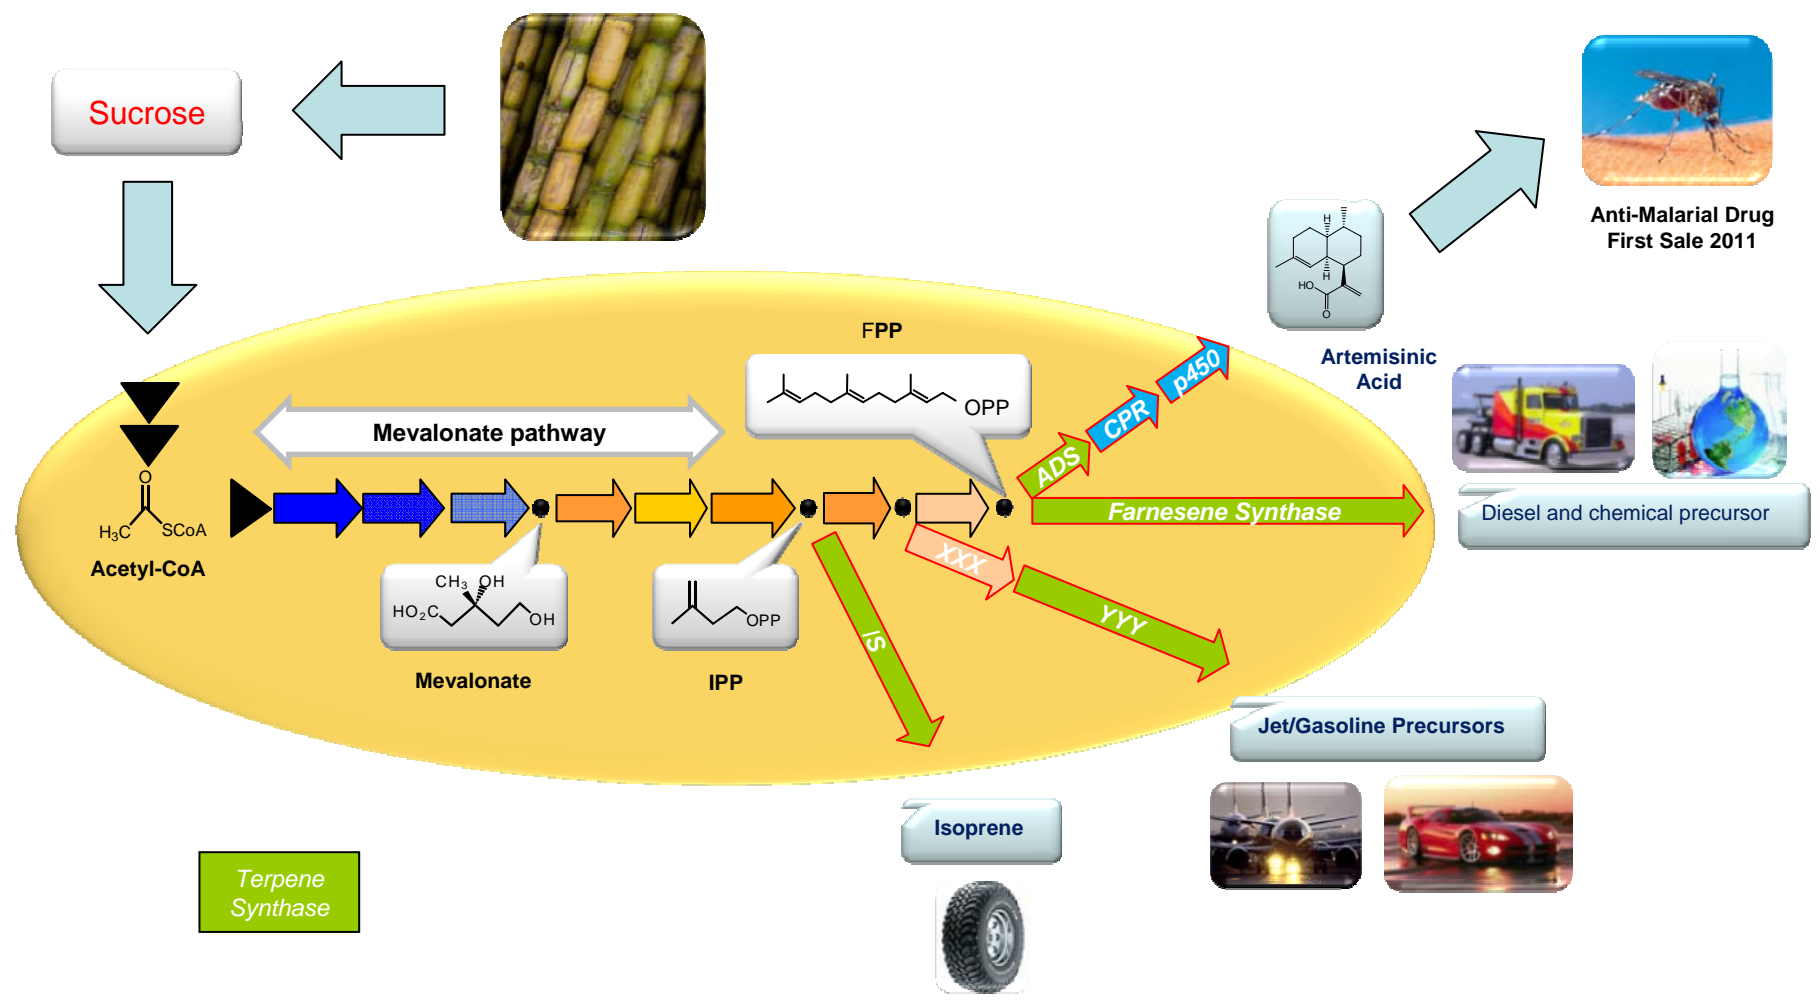 Sucrose
Anti-Malarial Drug
First Sale 2011
H
H
HO
O
Artemisinic
Acid
FPP
OPP
Mevalonate pathway
ADS
CPR
p450
Farnesene Synthase
Diesel and chemical precursor
O
H3C
SCoA
Acetyl-CoA
CH3
OH
HO2C
OH
Mevalonate
OPP
IPP
IS
XXX
YYY
Jet/Gasoline Precursors
Isoprene
Terpene
Synthase